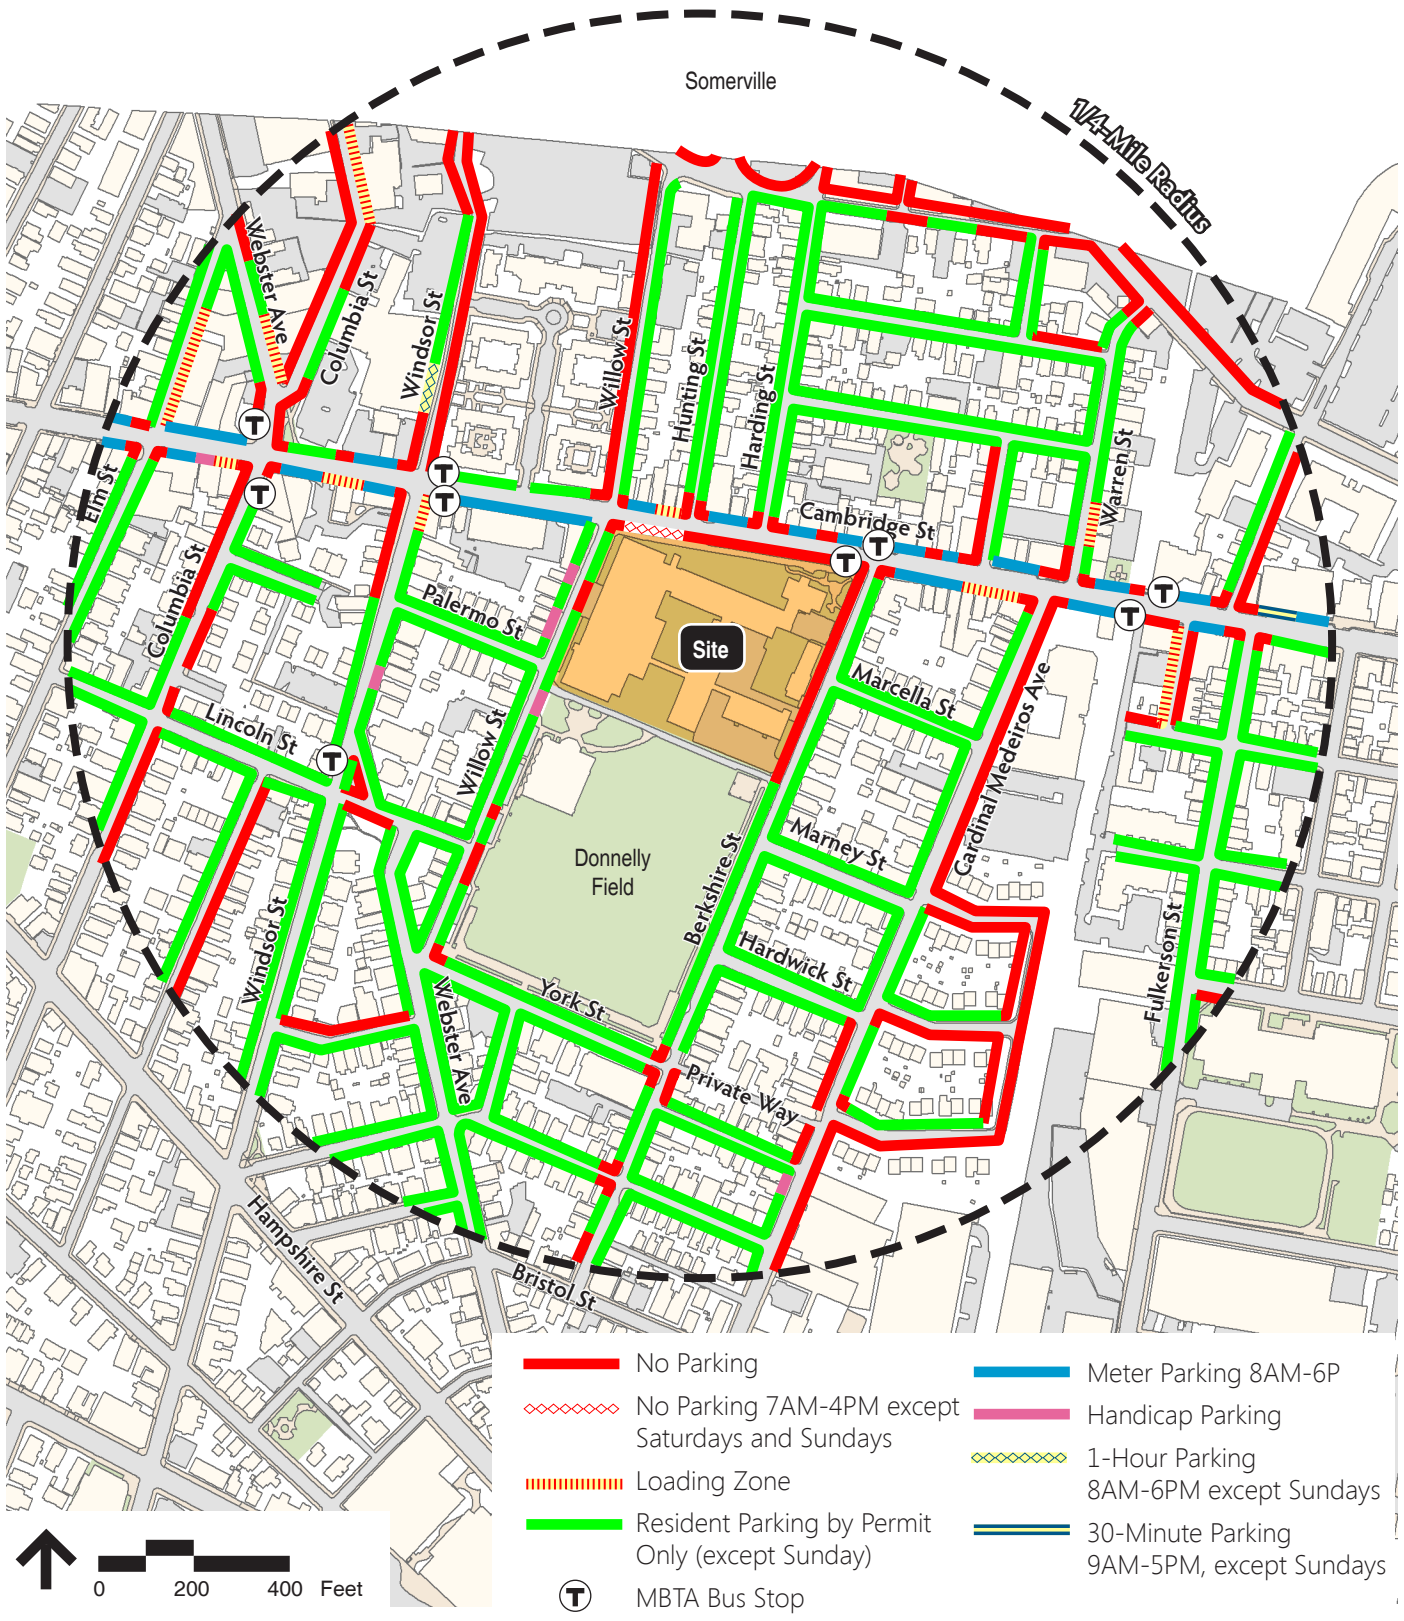 Somerville
1/4-Mile Radius
Webster Ave
Columbia St
Columbia St
Windsor St
Willow St
Hunting St
Harding St
Warren St
Cambridge St
T
T
T
T
T
T
T
T
T
Elm St
Columbia St
Palermo St
Site
Marcella St
Cardinal Medeiros Ave
Lincoln St
Willow St
Marney St
Donnelly
Field
Berkshire St
Windsor St
Hardwick St
Fulkerson St
York St
Webster Ave
Private Way
Hampshire St
Bristol St
No Parking
No Parking 7AM-4PM except
Saturdays and Sundays
Loading Zone
Resident Parking by Permit
Only (except Sunday)
T
MBTA Bus Stop
Meter Parking 8AM-6P
Handicap Parking
1-Hour Parking
8AM-6PM except Sundays
30-Minute Parking
9AM-5PM, except Sundays
0 200 400 Feet